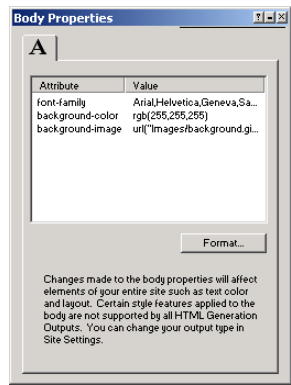 Body Properties
A
Attribute Value
font-family Arial,Helvetica,Geneva,Sa...
background-color rgb(255,255,255)
background-image url("Images/background.gi...
Format...
Changes made to the body properties will affect
elements of your entire site such as text color
and layout. Certain style features applied to the
body are not supported by all HTML Generation
Outputs. You can change your output type in
Site Settings.